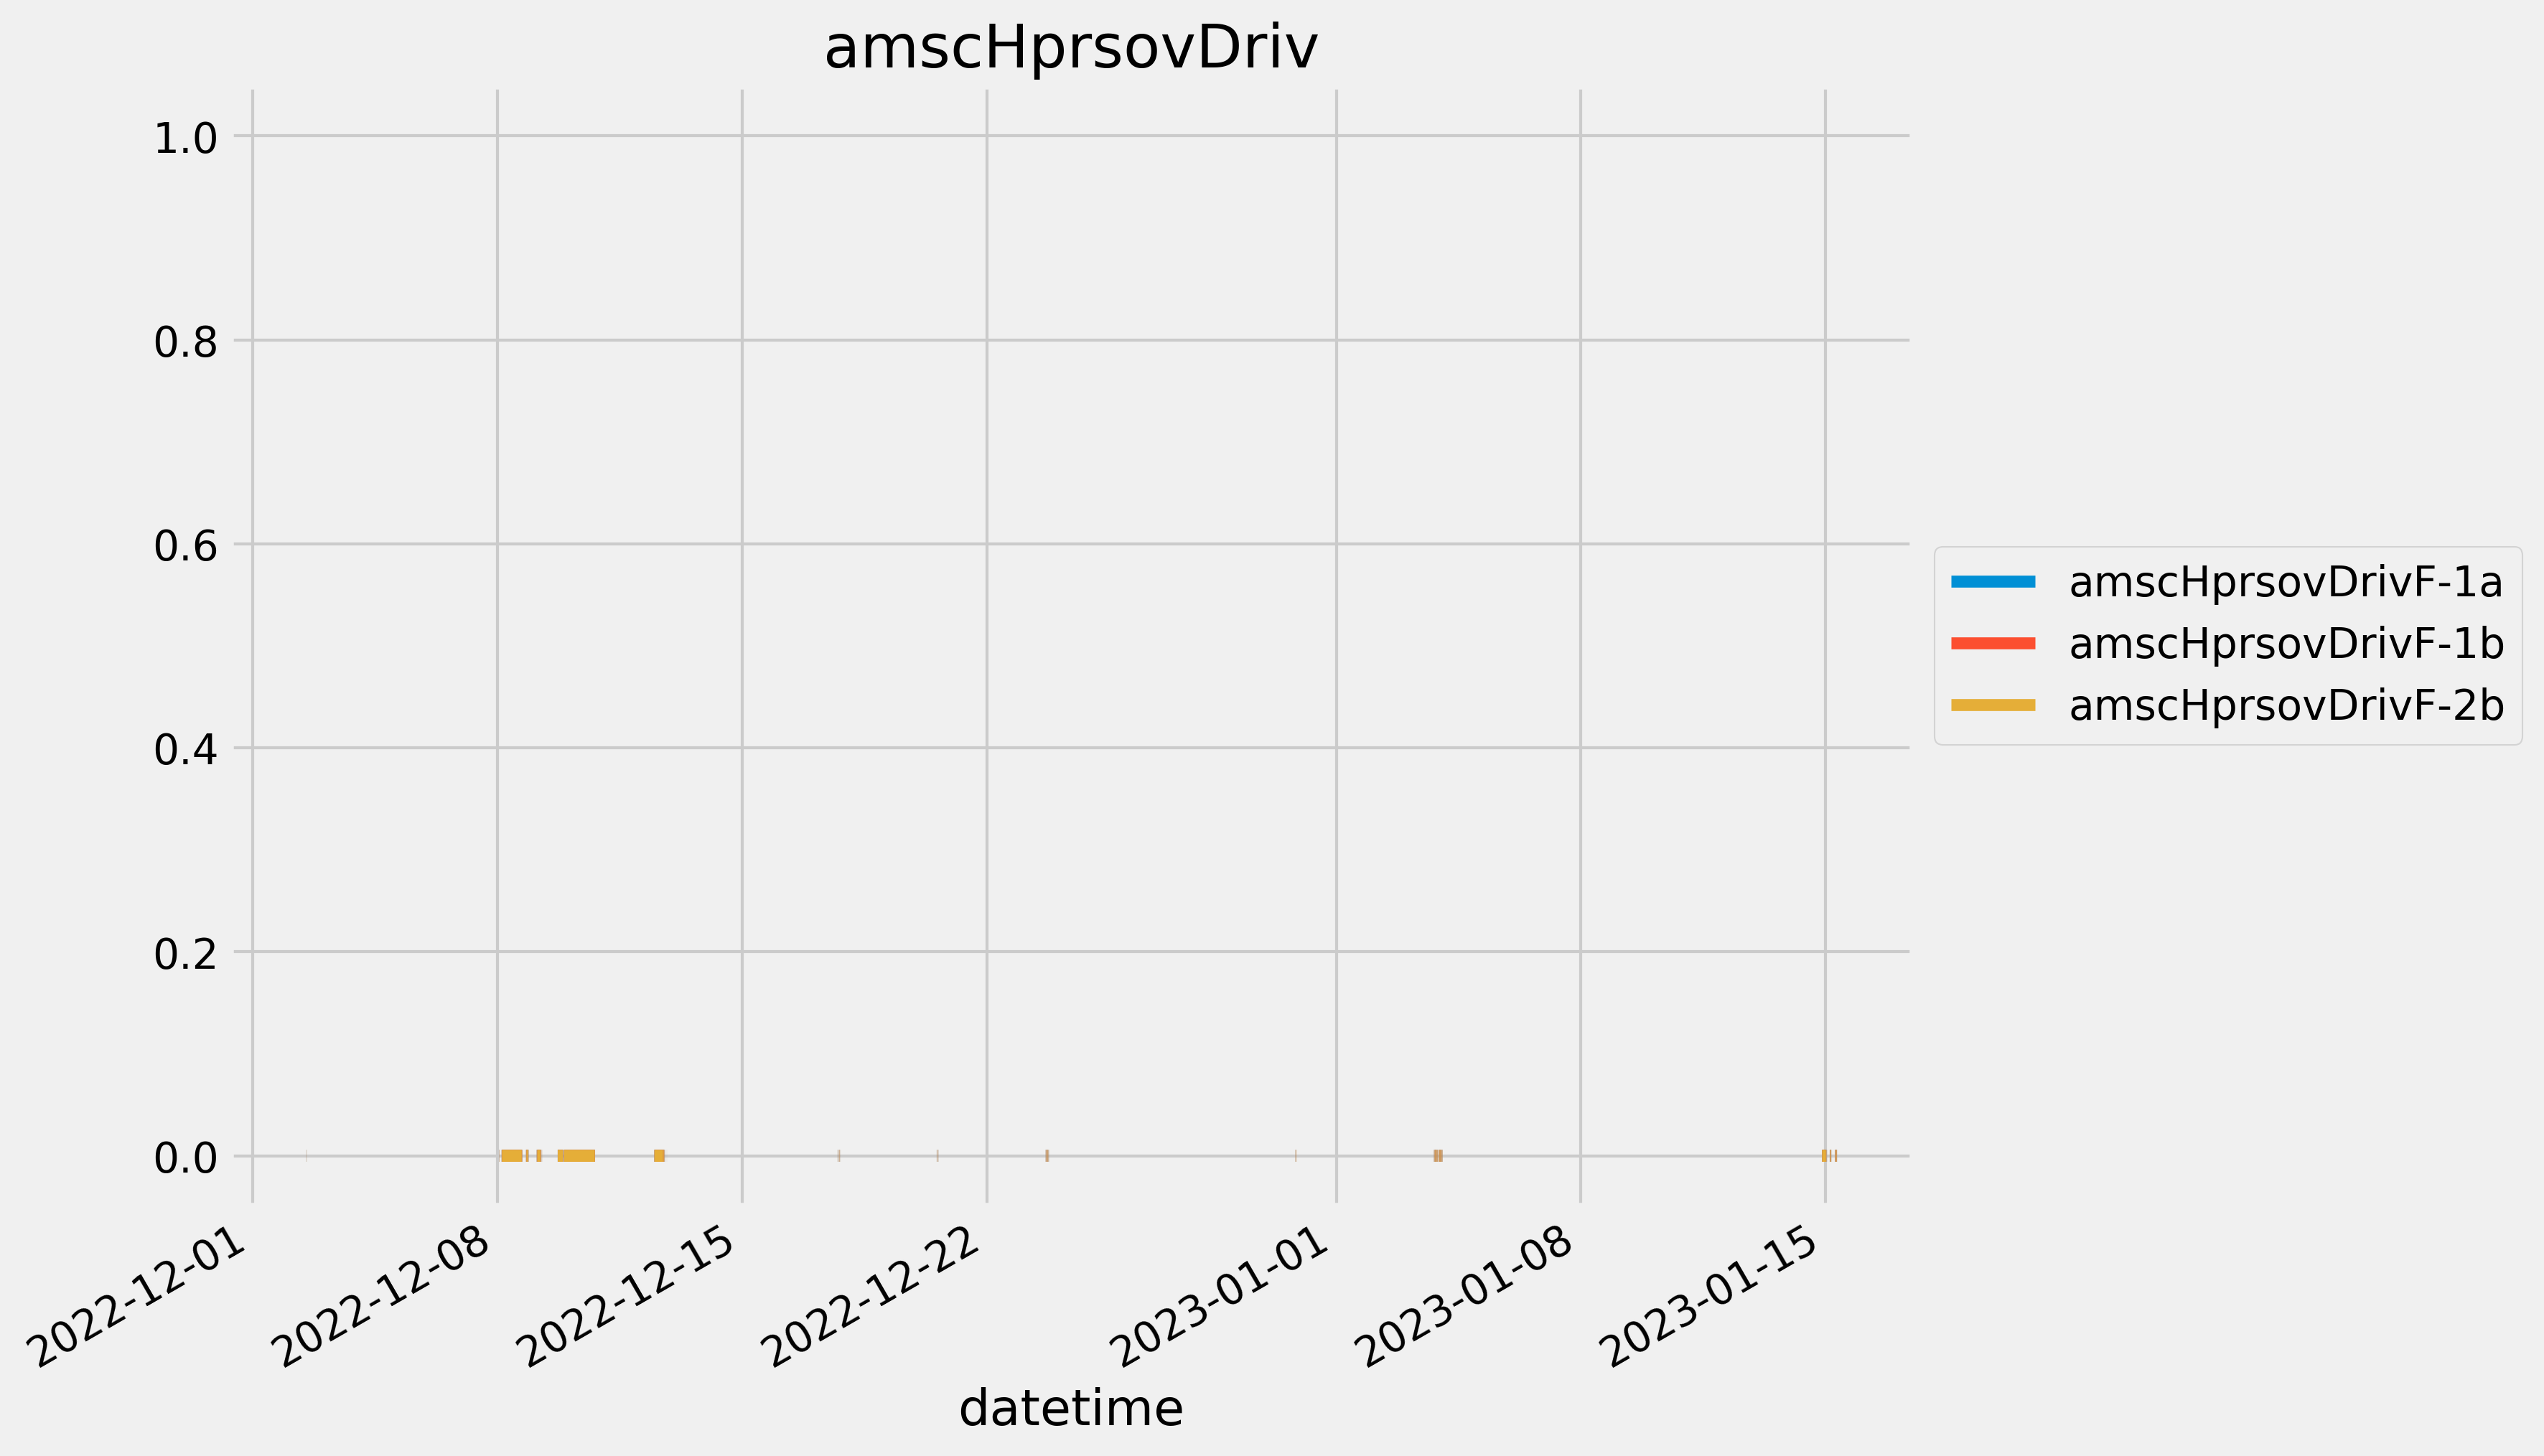 amscHprsovDriv
1.0
0.8
0.6
0.4
0.2
0.0
2022-12-01
2022-12-08
2022-12-15
2022-12-22
2023-01-01
2023-01-08
2023-01-15
datetime
amscHprsovDrivF-1a
amscHprsovDrivF-1b
amscHprsovDrivF-2b